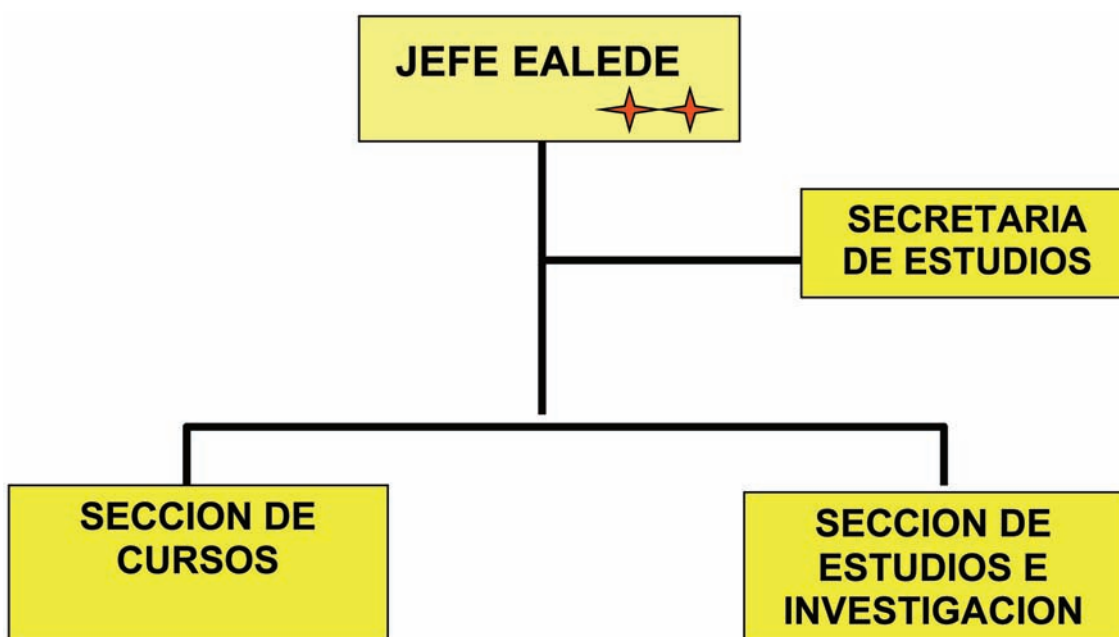 JEFE EALEDE
SECRETARIA
DE ESTUDIOS
SECCION DE
CURSOS
SECCION DE
ESTUDIOS E
INVESTIGACION